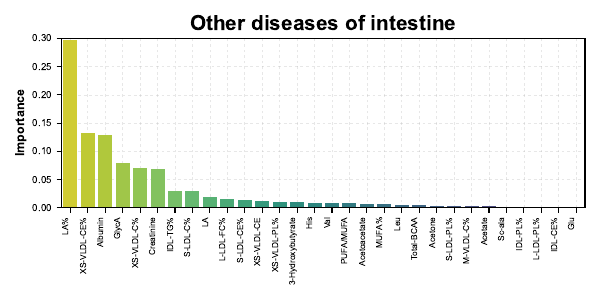 Other diseases of intestine
Importance
0.30
0.25
0.20
0.15
0.10
0.05
0.00
LA%
XS-VLDL-CE%
Albumin
GlycA
XS-VLDL-C%
Creatinine
IDL-TG%
S-LDL-C%
LA
L-LDL-FC%
S-LDL-CE%
XS-VLDL-CE
XS-VLDL-PL%
3-Hydroxybutyrate
His
Val
PUFA/MUFA
Acetoacetate
MUFA%
Leu
Total-BCAA
Acetone
S-LDL-PL%
M-VLDL-C%
Acetate
IDL-PL%
L-LDL-PL%
IDL-CE%
Glu